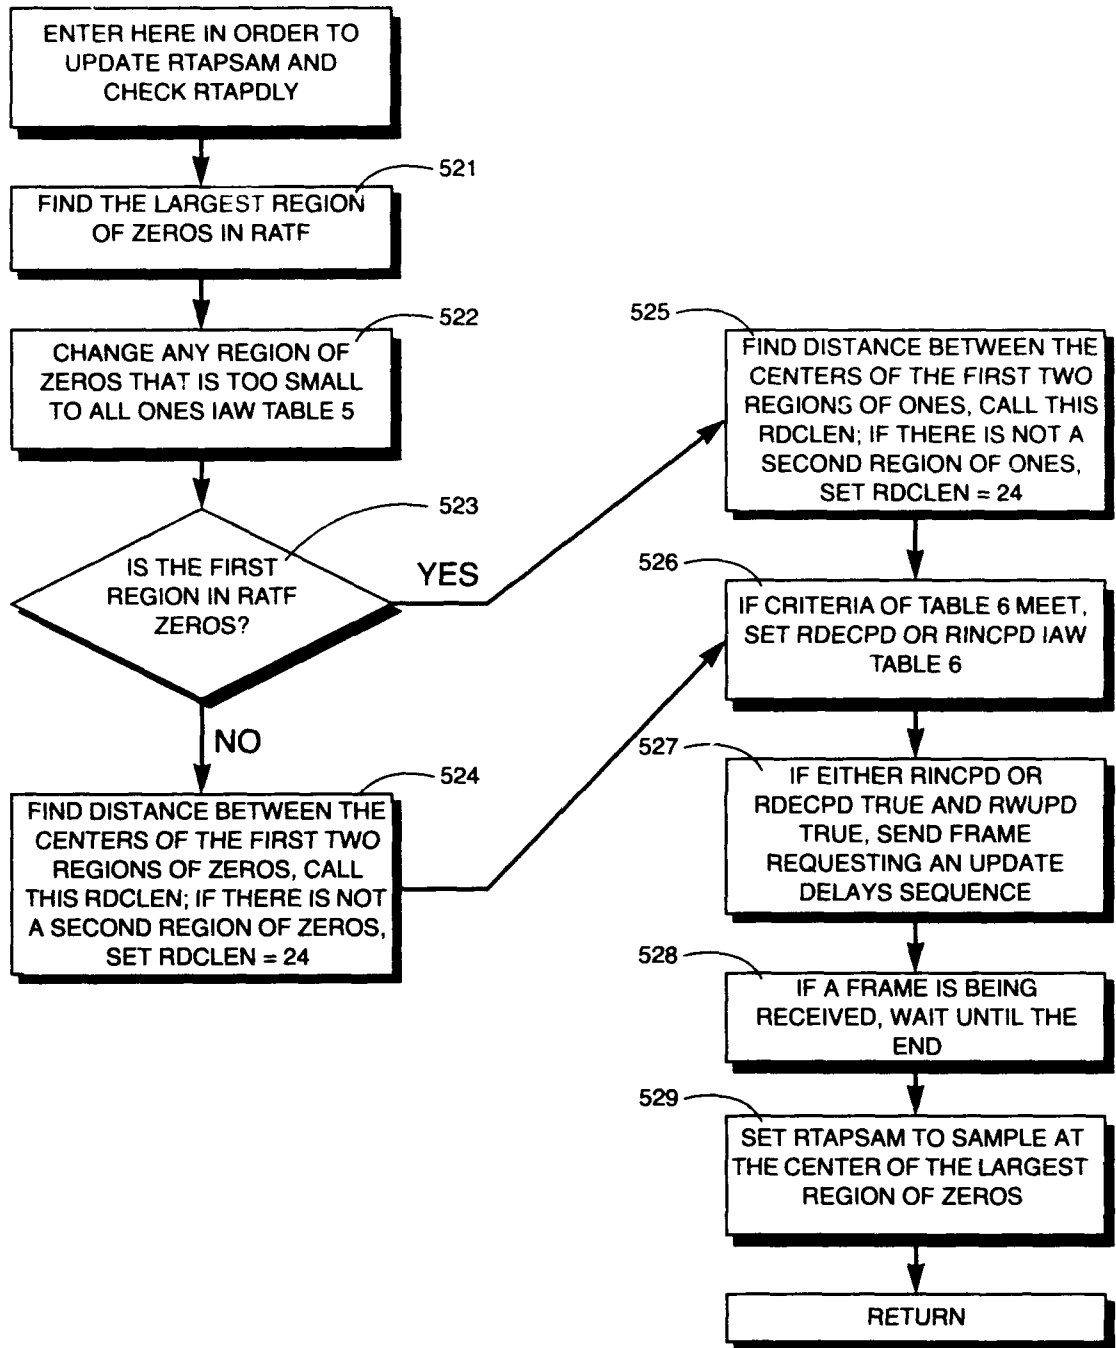 ENTER HERE IN ORDER TO
UPDATE RTAPSAM AND
CHECK RTAPDLY
521
FIND THE LARGEST REGION
OF ZEROS IN RATF
522
CHANGE ANY REGION OF
ZEROS THAT IS TOO SMALL
TO ALL ONES IAW TABLE 5
523
IS THE FIRST
REGION IN RATF
ZEROS?
YES
NO
524
FIND DISTANCE BETWEEN THE
CENTERS OF THE FIRST TWO
REGIONS OF ZEROS, CALL
THIS RDCLEN; IF THERE IS NOT
A SECOND REGION OF ZEROS,
SET RDCLEN = 24
525
FIND DISTANCE BETWEEN THE
CENTERS OF THE FIRST TWO
REGIONS OF ONES, CALL THIS
RDCLEN; IF THERE IS NOT A
SECOND REGION OF ONES,
SET RDCLEN = 24
526
IF CRITERIA OF TABLE 6 MEET,
SET RDECPD OR RINCPD IAW
TABLE 6
527
IF EITHER RINCPD OR
RDECPD TRUE AND RWUPD
TRUE, SEND FRAME
REQUESTING AN UPDATE
DELAYS SEQUENCE
528
IF A FRAME IS BEING
RECEIVED, WAIT UNTIL THE
END
529
SET RTAPSAM TO SAMPLE AT
THE CENTER OF THE LARGEST
REGION OF ZEROS
RETURN